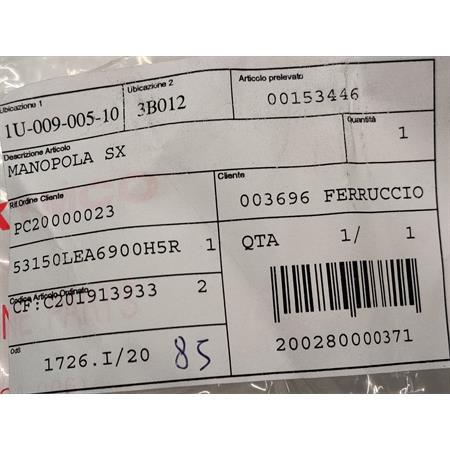 Ubicazione 1
1U-009-005-10
Ubicazione 2
3B012
Articolo prelevato
00153446
Descrizione Articolo
MANOPOLA SX
Quantità
1
Rif.Ordine Cliente
PC20000023
Cliente
003696 FERRUCCIO
53150LEA6900H5R 1
QTA 1/ 1
Codice Articolo Ordinato
CF:C201913933 2
200280000371
OdS
1726.I/20
85